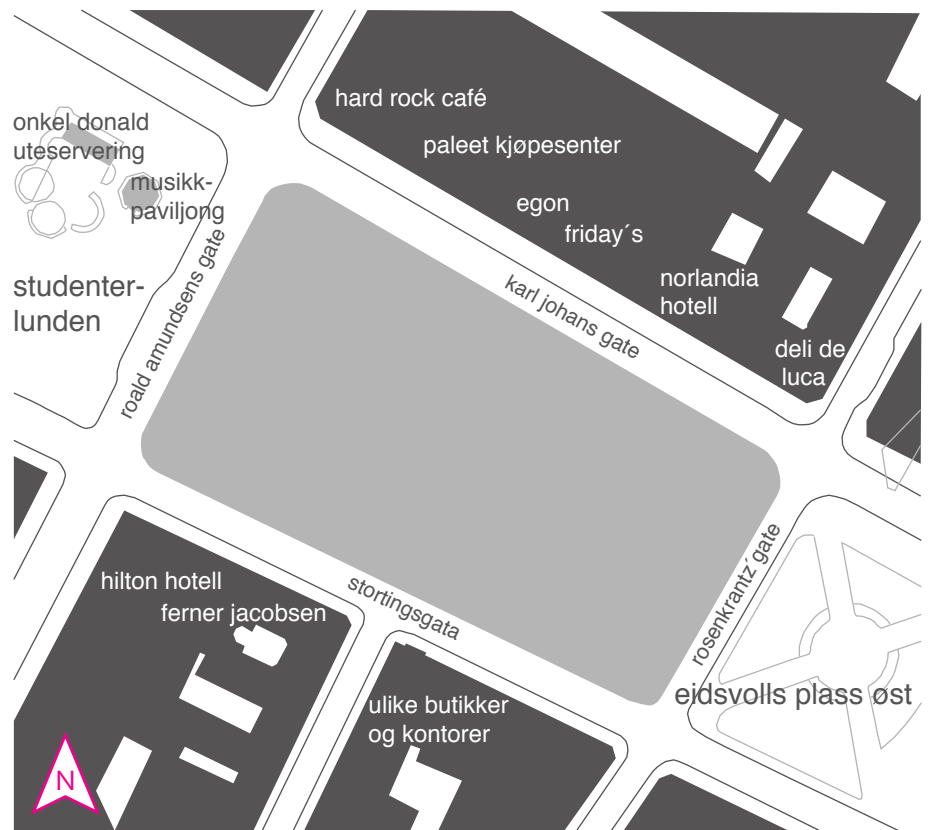 hard rock café
onkel donald
uteservering
paleet kjøpesenter
musikk-
paviljong
egon
friday´s
studenter-
lunden
roald amundsens gate
karl johans gate
norlandia
hotell
deli de
luca
hilton hotell
ferner jacobsen
stortingsgata
rosenkrantz´gate
eidsvolls plass øst
ulike butikker
og kontorer
N